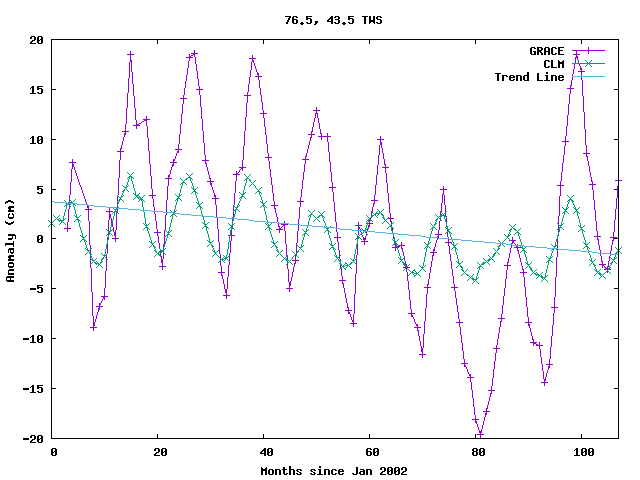 76.5, 43.5 TWS
GRACE
CLM
Trend Line
20
15
10
5
0
-5
-10
-15
-20
Anomaly (cm)
0 20 40 60 80 100
Months since Jan 2002